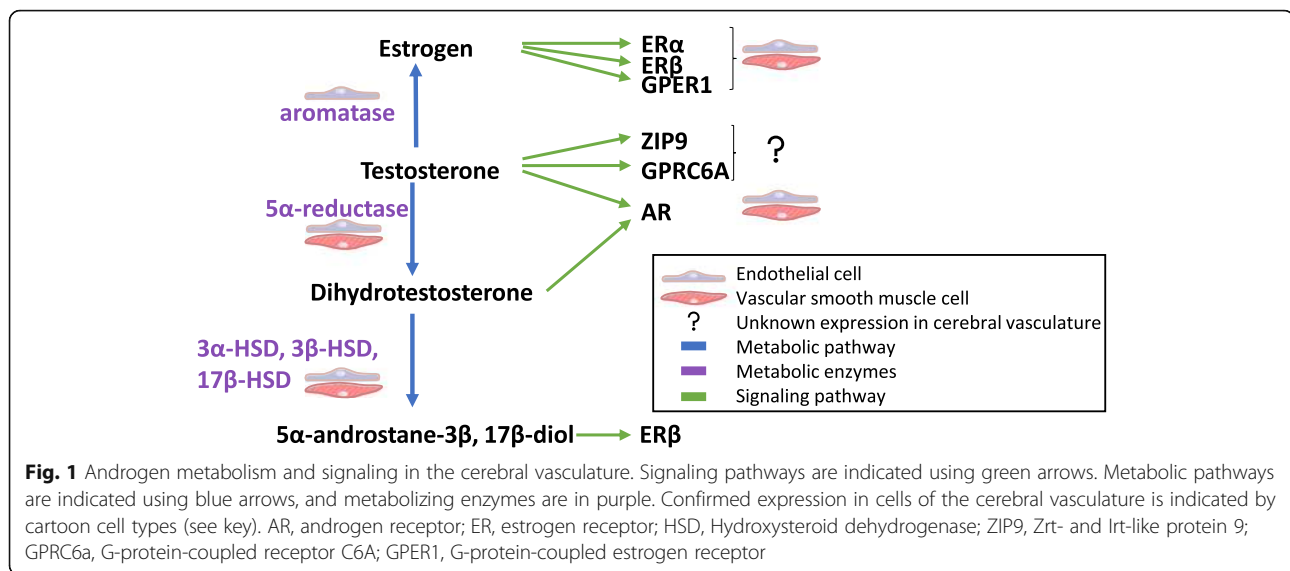 Estrogen
ERα
ERβ
GPER1
aromatase
ZIP9
?
Testosterone
GPRC6A
5α-reductase
AR
Dihydrotestosterone
Endothelial cell
Vascular smooth muscle cell
? Unknown expression in cerebral vasculature
Metabolic pathway
Metabolic enzymes
Signaling pathway
3α-HSD, 3β-HSD,
17β-HSD
5α-androstane-3β, 17β-diol
ERβ
Fig. 1 Androgen metabolism and signaling in the cerebral vasculature. Signaling pathways are indicated using green arrows. Metabolic pathways
are indicated using blue arrows, and metabolizing enzymes are in purple. Confirmed expression in cells of the cerebral vasculature is indicated by
cartoon cell types (see key). AR, androgen receptor; ER, estrogen receptor; HSD, Hydroxysteroid dehydrogenase; ZIP9, Zrt- and Irt-like protein 9;
GPRC6a, G-protein-coupled receptor C6A; GPER1, G-protein-coupled estrogen receptor